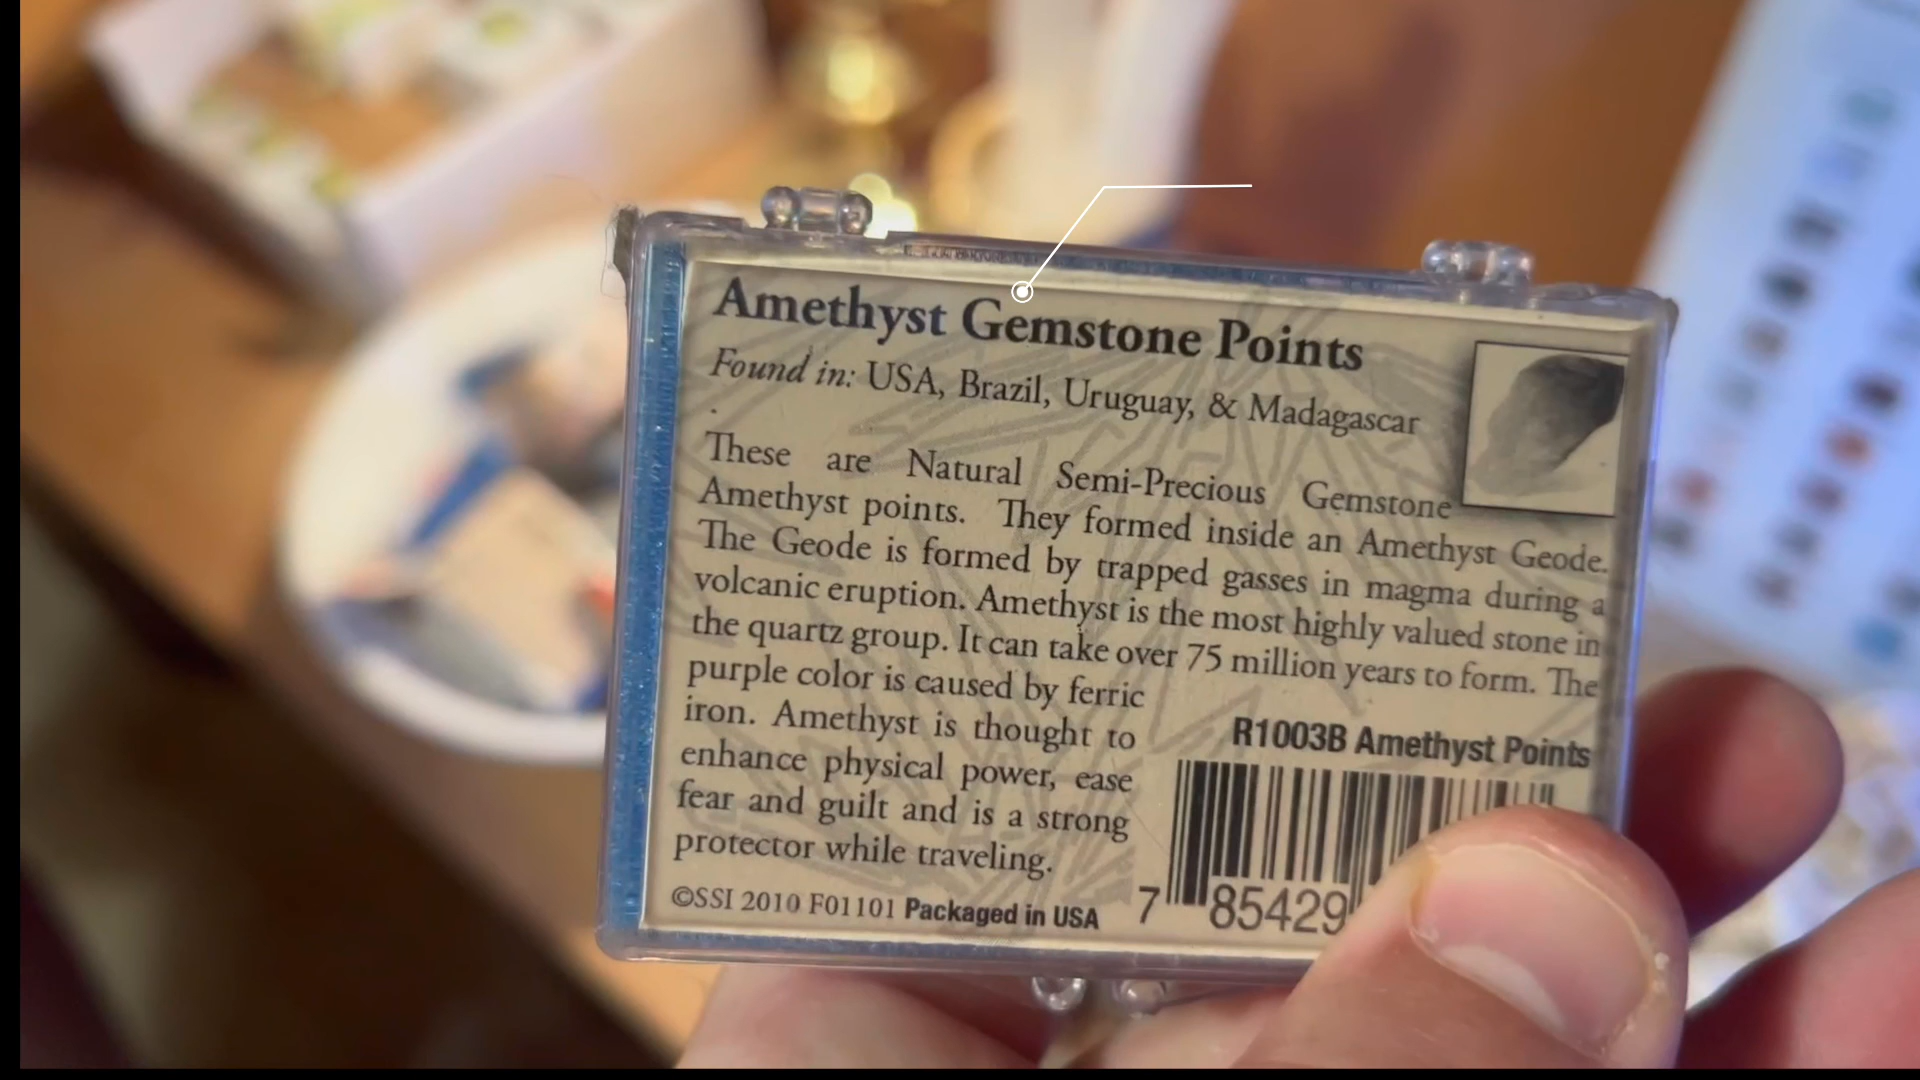 Amethyst Gemstone Points
Found in: USA, Brazil, Uruguay, & Madagascar
These are Natural Semi-Precious Gemstone
Amethyst points. They formed inside an Amethyst Geode.
The Geode is formed by trapped gasses in magma during a
volcanic eruption. Amethyst is the most highly valued stone in
the quartz group. It can take over 75 million years to form. The
purple color is caused by ferric
iron. Amethyst is thought to
enhance physical power, ease
fear and guilt and is a strong
protector while traveling.
R1003B Amethyst Points
7 85429
©SSI 2010 F01101 Packaged in USA